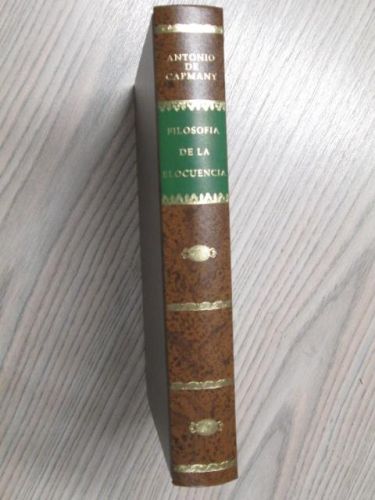 ANTONIO
DE
CAPMANY
FILOSOFIA
DE LA
ELOCUENCIA